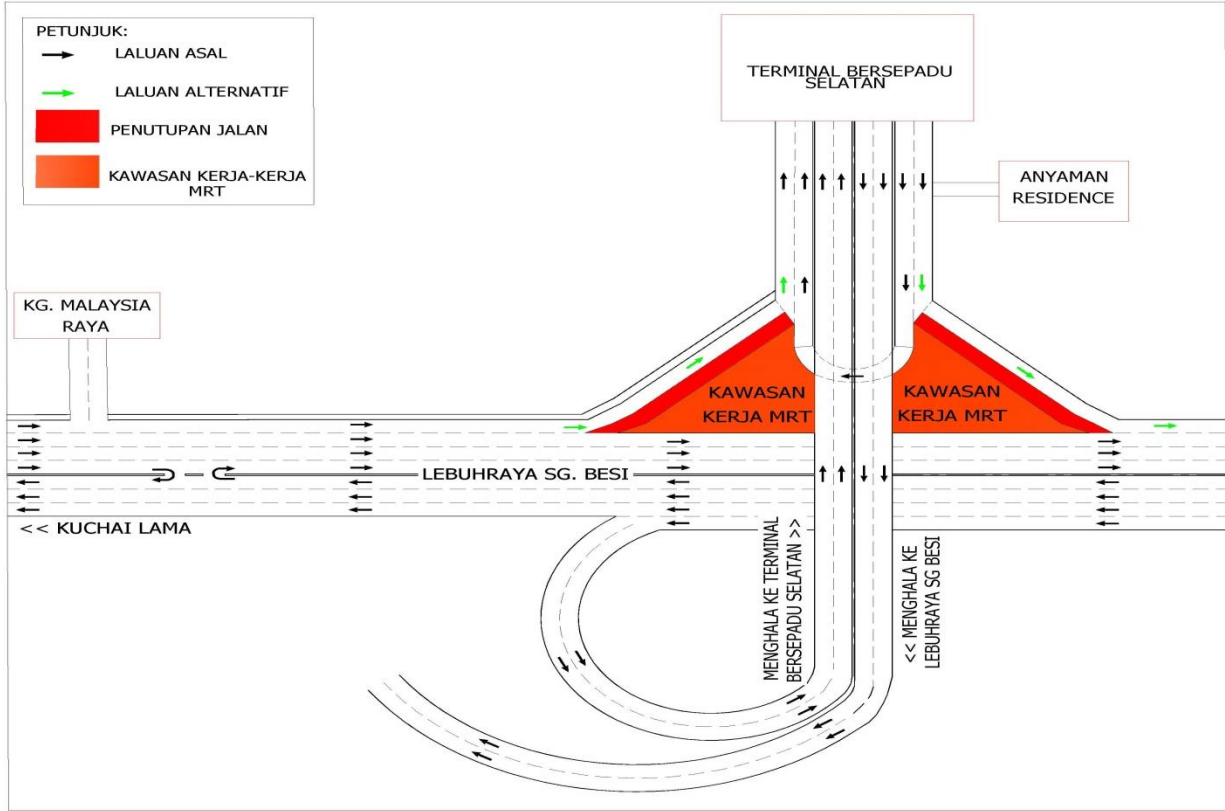 PETUNJUK:
LALUAN ASAL
LALUAN ALTERNATIF
PENUTUPAN JALAN
KAWASAN KERJA-KERJA
MRT
TERMINAL BERSEPADU
SELATAN
ANYAMAN
RESIDENCE
KG. MALAYSIA
RAYA
KAWASAN
KERJA MRT
KAWASAN
KERJA MRT
LEBUHRAYA SG. BESI
<< KUCHAI LAMA
MENGHALA KE TERMINAL
BERSEPADU SELATAN >>
<< MENGHALA KE
LEBUHRAYA SG BESI